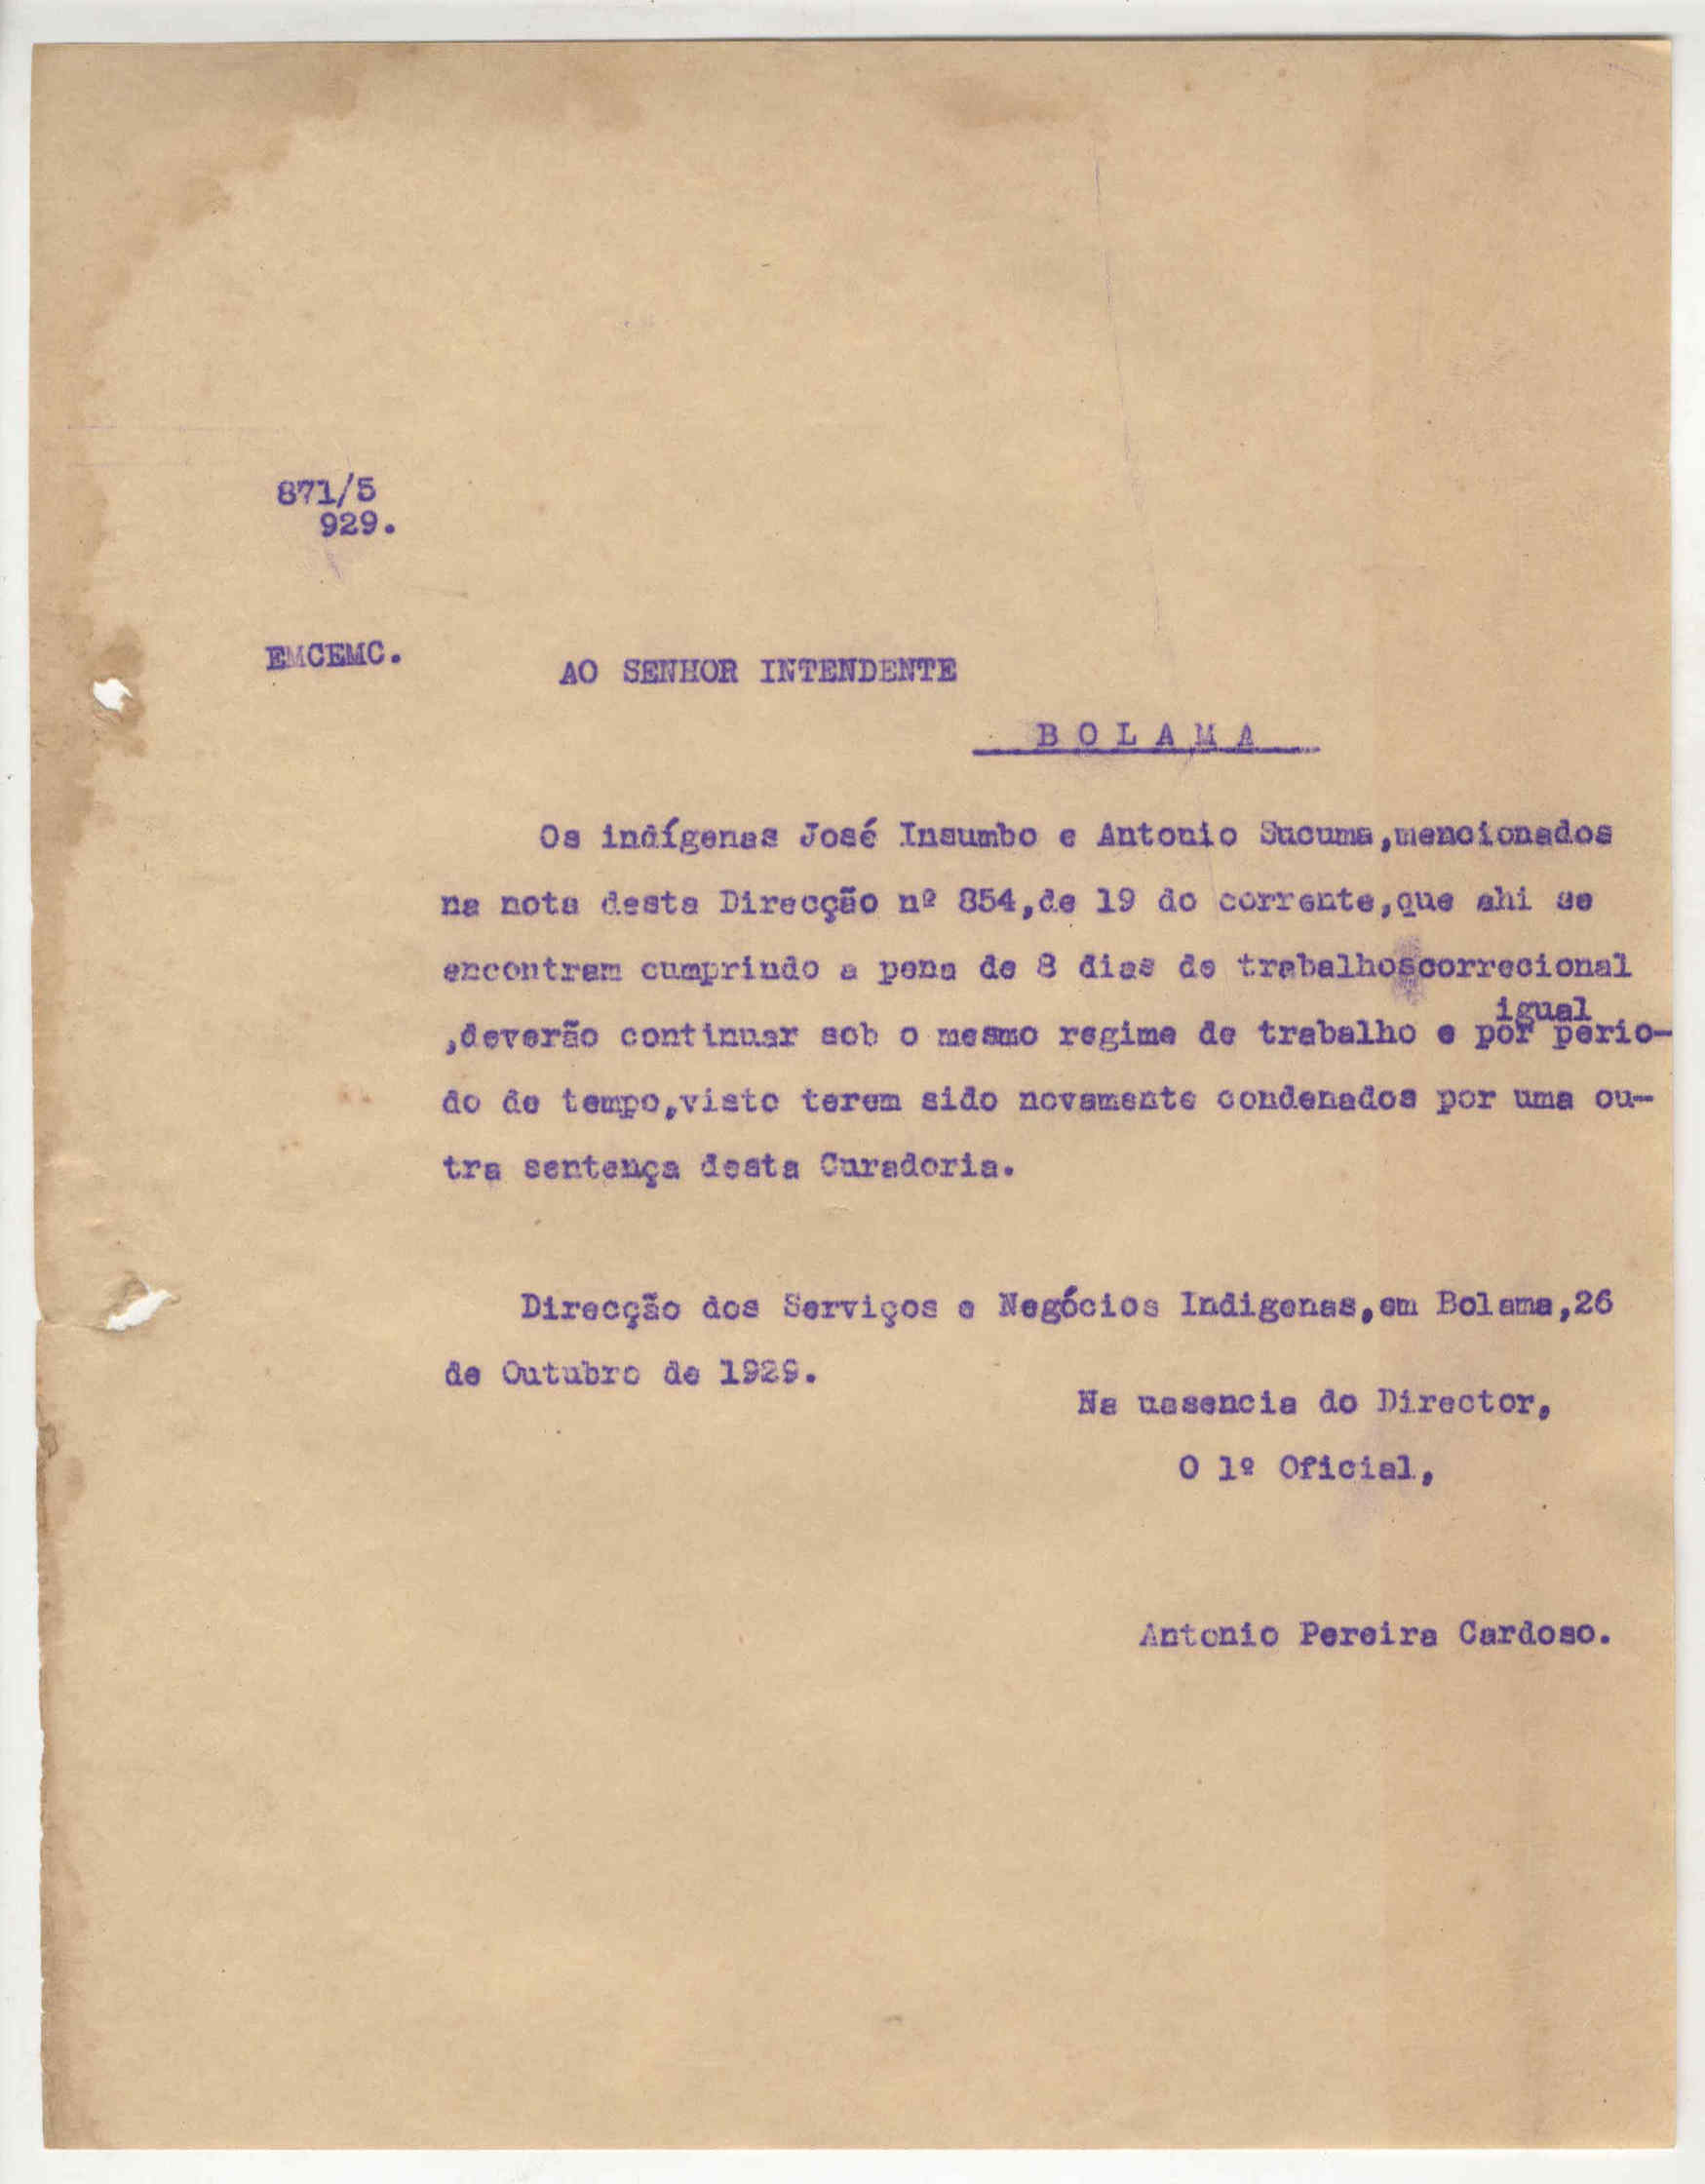 871/5
929.
EMCEMC.
AO SENHOR INTENDENTE
BOLAMA
Os indígenas José Insumbo e Antonio Sucuma,mencionados
na nota desta Direcção nº 854,de 19 do corrente,que ahi se
encontram cumprindo a pena de 8 dias de trabalhoscorrecional
igual
,deverão continuar sob o mesmo regime de trabalho e por perio-
do de tempo,visto terem sido novamente condenados por uma ou-
tra sentença desta Curadoria.
Direcção dos Serviços e Negócios Indigenas,em Bolama,26
de Outubro de 1929.
Na uasencia do Director,
O 1º Oficial,
Antonio Pereira Cardoso.